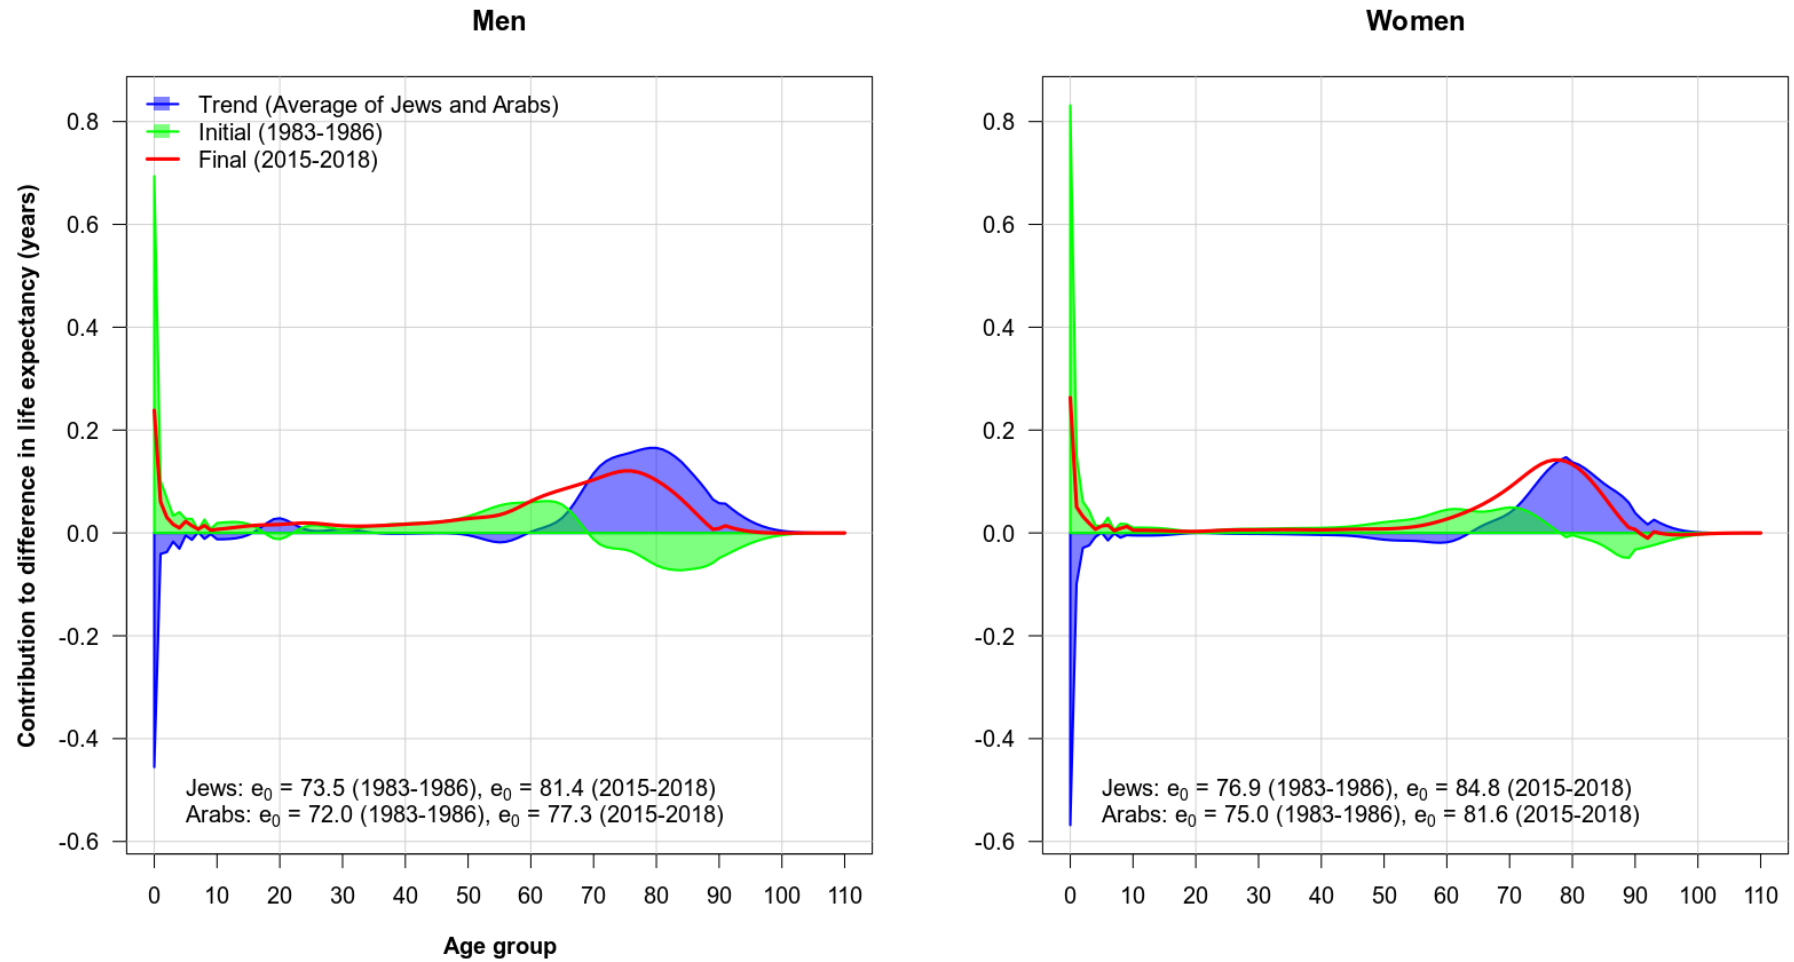 Men
Women
Contribution to difference in life expectancy (years)
Trend (Average of Jews and Arabs)
Initial (1983-1986)
Final (2015-2018)
0.8
0.6
0.4
0.2
0.0
-0.2
-0.4
-0.6
Jews: e₀ = 73.5 (1983-1986), e₀ = 81.4 (2015-2018)
Arabs: e₀ = 72.0 (1983-1986), e₀ = 77.3 (2015-2018)
0 10 20 30 40 50 60 70 80 90 100 110
Age group
0.8
0.6
0.4
0.2
0.0
-0.2
-0.4
-0.6
Jews: e₀ = 76.9 (1983-1986), e₀ = 84.8 (2015-2018)
Arabs: e₀ = 75.0 (1983-1986), e₀ = 81.6 (2015-2018)
0 10 20 30 40 50 60 70 80 90 100 110